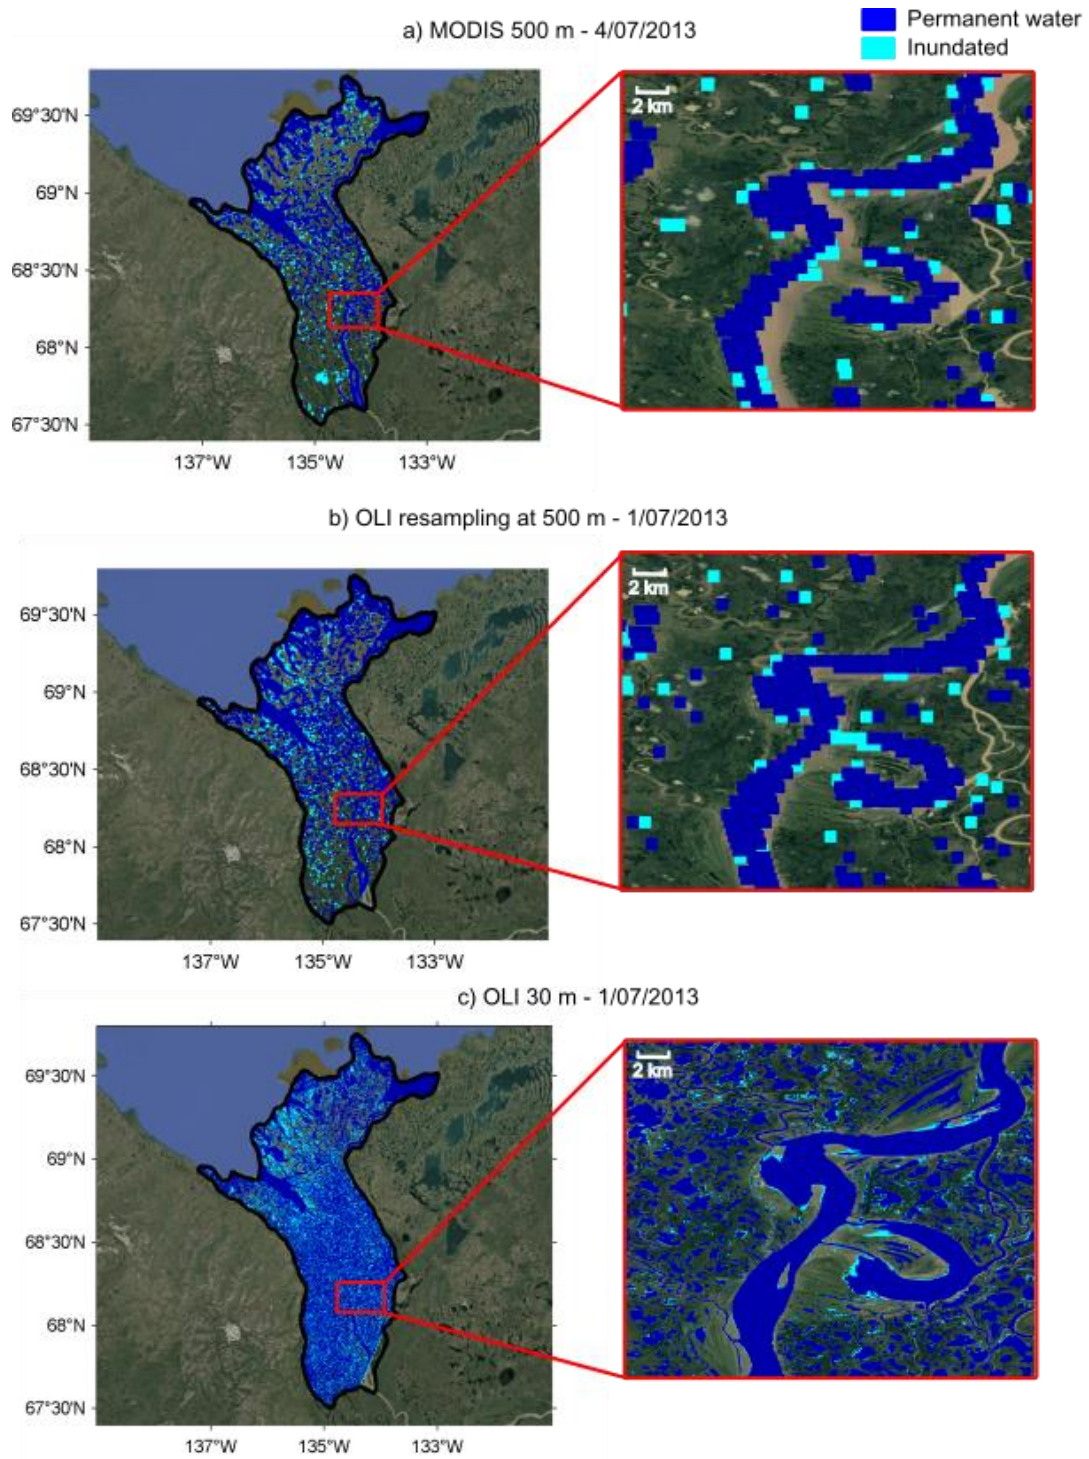 a) MODIS 500 m - 4/07/2013
Permanent water
Inundated
69°30'N
69°N
68°30'N
68°N
67°30'N
137°W 135°W 133°W
2 km
b) OLI resampling at 500 m - 1/07/2013
69°30'N
69°N
68°30'N
68°N
67°30'N
137°W 135°W 133°W
2 km
c) OLI 30 m - 1/07/2013
69°30'N
69°N
68°30'N
68°N
67°30'N
137°W 135°W 133°W
2 km